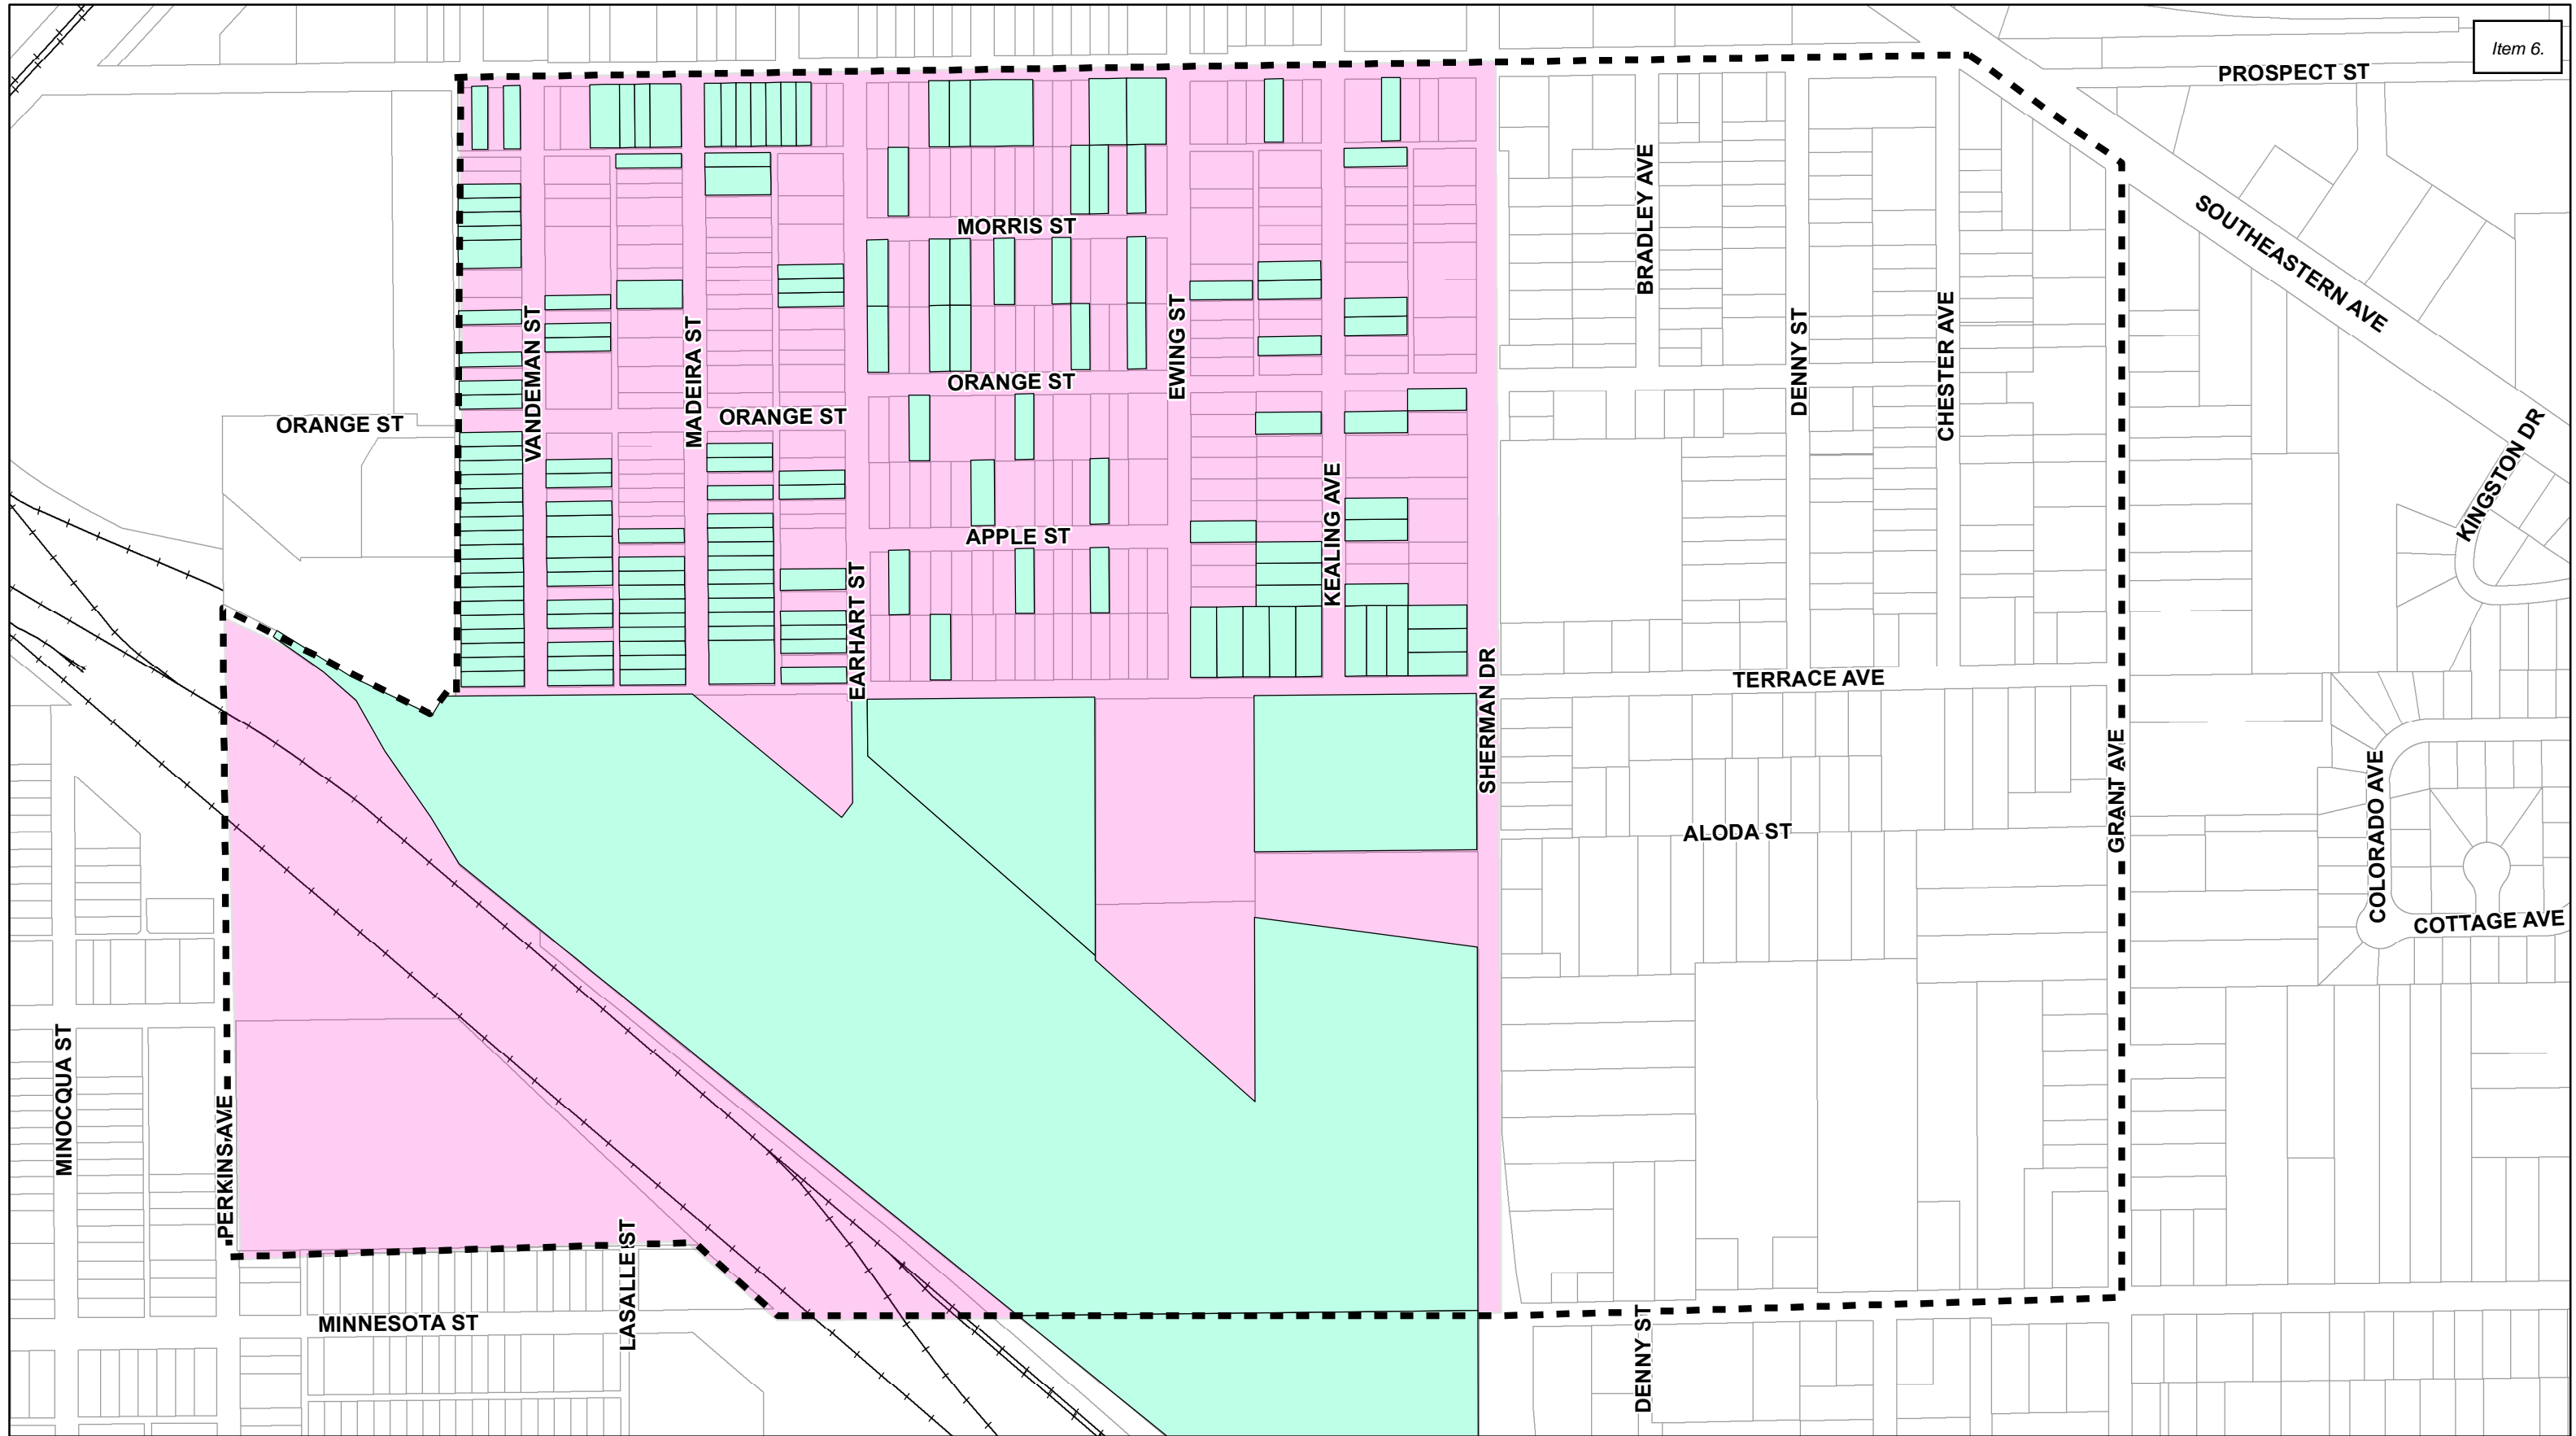 Item 6.
PROSPECT ST
SOUTHEASTERN AVE
BRADLEY AVE
MORRIS ST
VANDEMAN ST
MADEIRA ST
EWING ST
DENNY ST
CHESTER AVE
ORANGE ST
ORANGE ST
ORANGE ST
KINGSTON DR
KEALING AVE
APPLE ST
EARHART ST
SHERMAN DR
TERRACE AVE
GRANT AVE
COLORADO AVE
ALODA ST
COTTAGE AVE
MINOCQUA ST
PERKINS AVE
LASALLE ST
MINNESOTA ST
DENNY ST